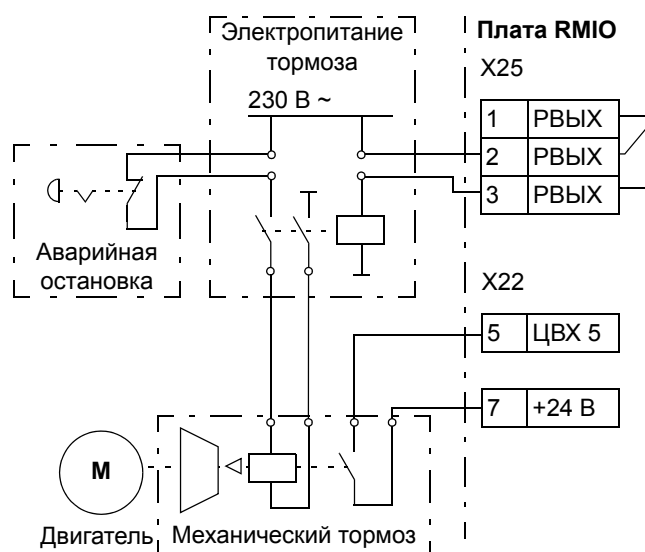 Электропитание
тормоза
230 В ~
Плата RMIO
X25
1 РВЫХ
2 РВЫХ
3 РВЫХ
Аварийная
остановка
X22
5 ЦВХ 5
7 +24 В
М
Двигатель
Механический тормоз